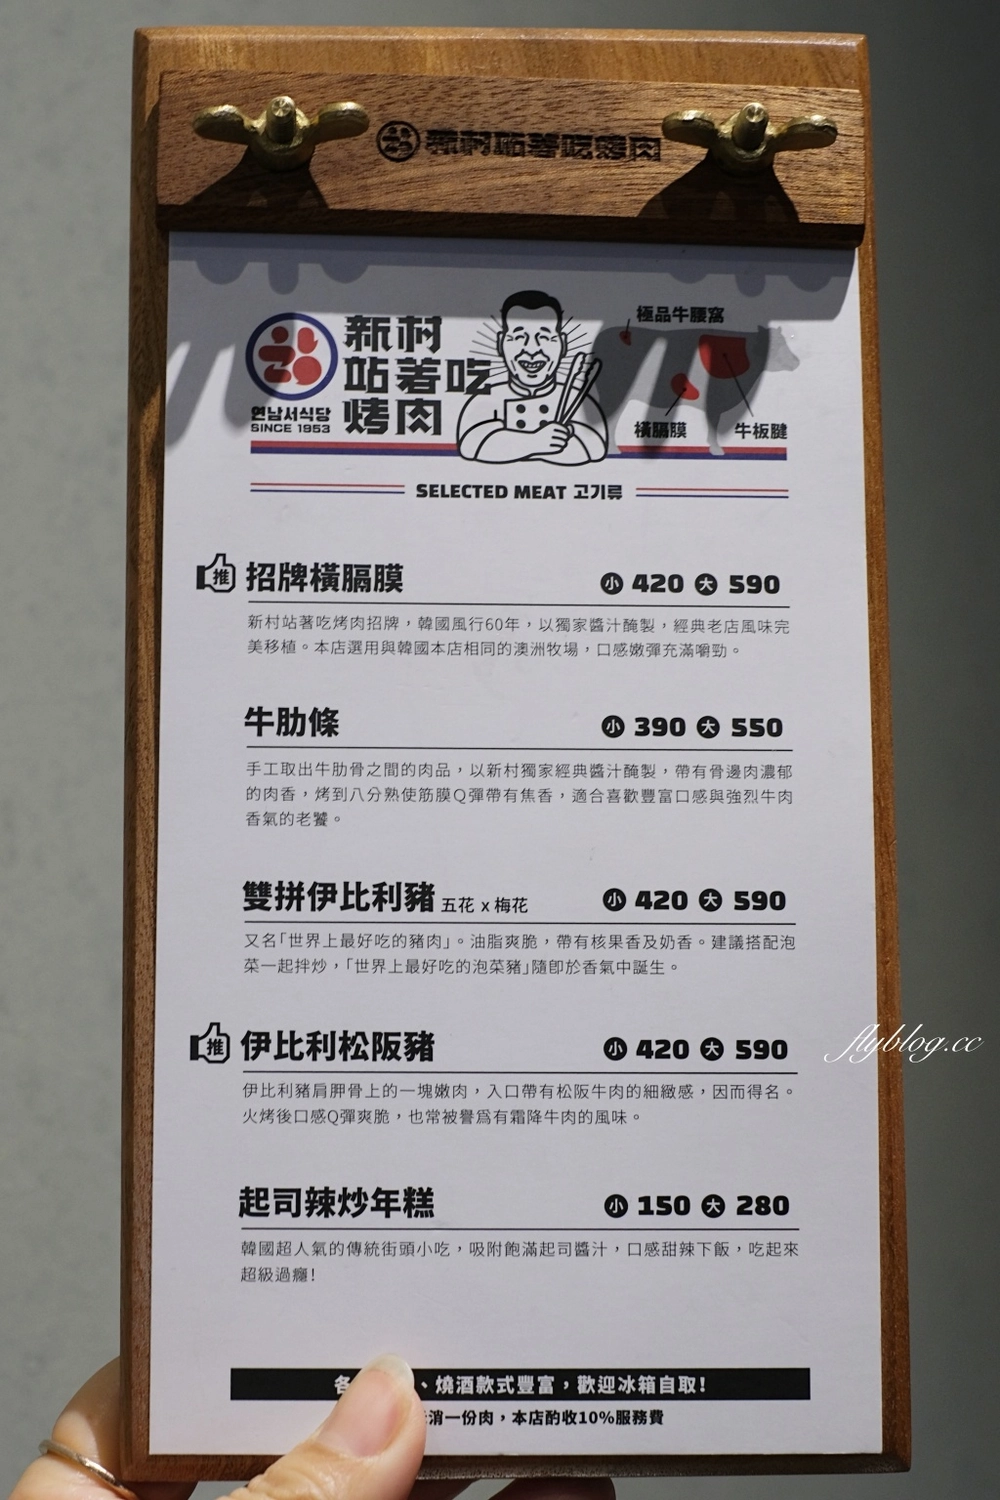 新村站著吃烤肉
極品牛腰窩
新村
站著吃
烤肉
연남서식당
SINCE 1953
橫膈膜
牛板腱
SELECTED MEAT 고기류
推 招牌橫膈膜 小 420 大 590
新村站著吃烤肉招牌，韓國風行60年，以獨家醬汁醃製，經典老店風味完
美移植。本店選用與韓國本店相同的澳洲牧場，口感嫩彈充滿嚼勁。
牛肋條 小 390 大 550
手工取出牛肋骨之間的肉品，以新村獨家經典醬汁醃製，帶有骨邊肉濃郁
的肉香，烤到八分熟使筋膜Q彈帶有焦香，適合喜歡豐富口感與強烈牛肉
香氣的老饕。
雙拼伊比利豬 五花 x 梅花 小 420 大 590
又名「世界上最好吃的豬肉」。油脂爽脆，帶有核果香及奶香。建議搭配泡
菜一起拌炒，「世界上最好吃的泡菜豬」隨即於香氣中誕生。
推 伊比利松阪豬 小 420 大 590
伊比利豬肩胛骨上的一塊嫩肉，入口帶有松阪牛肉的細緻感，因而得名。
火烤後口感Q彈爽脆，也常被譽爲有霜降牛肉的風味。
起司辣炒年糕 小 150 大 280
韓國超人氣的傳統街頭小吃，吸附飽滿起司醬汁，口感甜辣下飯，吃起來
超級過癮！
各、燒酒款式豐富，歡迎冰箱自取！
消一份肉，本店酌收10%服務費
flyblog.cc